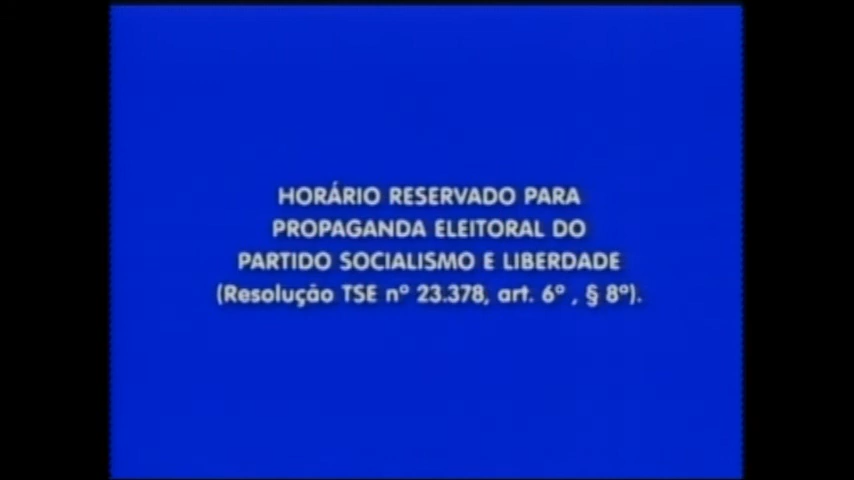 HORÁRIO RESERVADO PARA
PROPAGANDA ELEITORAL DO
PARTIDO SOCIALISMO E LIBERDADE
(Resolução TSE nº 23.378, art. 6º , § 8º).